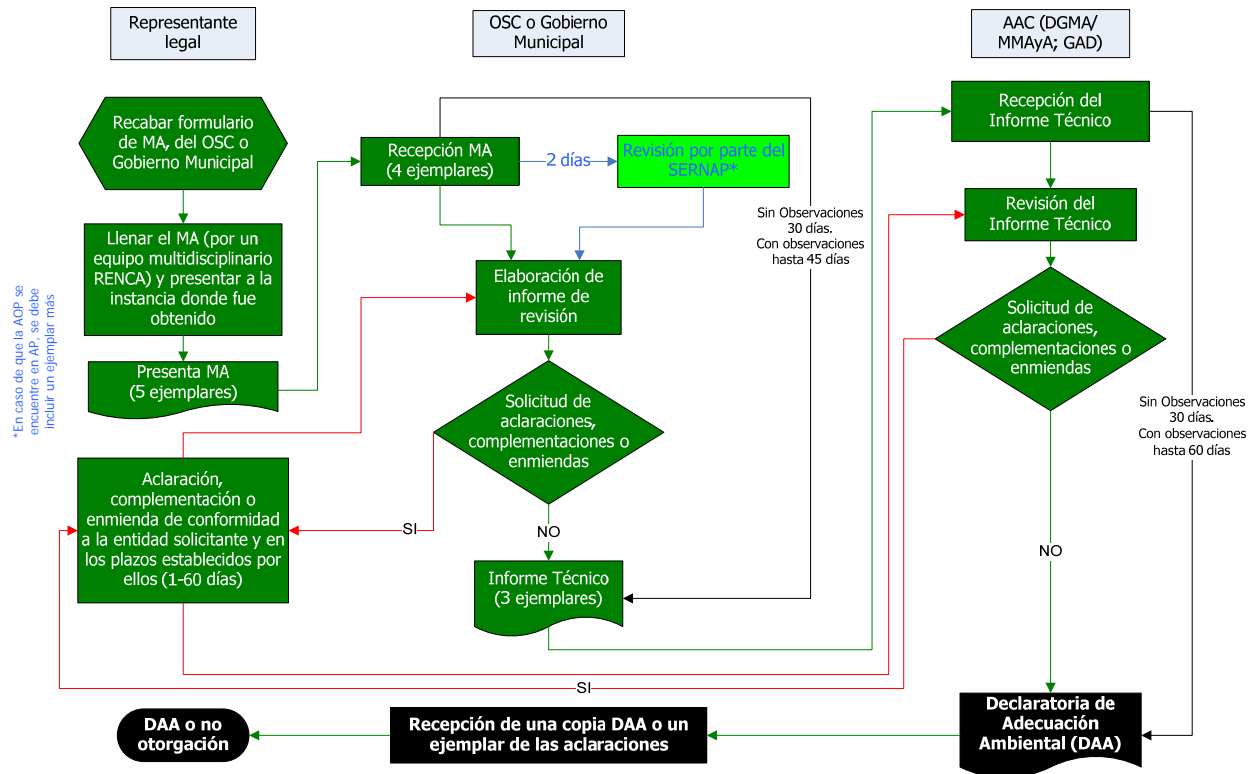 Representante
legal
OSC o Gobierno
Municipal
AAC (DGMA/
MMAyA; GAD)
Recabar formulario
de MA, del OSC o
Gobierno Municipal
Llenar el MA (por un
equipo multidisciplinario
RENCA) y presentar a la
instancia donde fue
obtenido
Presenta MA
(5 ejemplares)
*En caso de que la AOP se
encuentre en AP, se debe
incluir un ejemplar más
Aclaración,
complementación o
enmienda de conformidad
a la entidad solicitante y en
los plazos establecidos por
ellos (1-60 días)
Recepción MA
(4 ejemplares)
2 días
Revisión por parte del
SERNAP*
Elaboración de
informe de
revisión
Solicitud de
aclaraciones,
complementaciones o
enmiendas
SI
NO
Informe Técnico
(3 ejemplares)
Sin Observaciones
30 días.
Con observaciones
hasta 45 días
Recepción del
Informe Técnico
Revisión del
Informe Técnico
Solicitud de
aclaraciones,
complementaciones o
enmiendas
Sin Observaciones
30 días.
Con observaciones
hasta 60 días
NO
SI
Declaratoria de
Adecuación
Ambiental (DAA)
Recepción de una copia DAA o un
ejemplar de las aclaraciones
DAA o no
otorgación